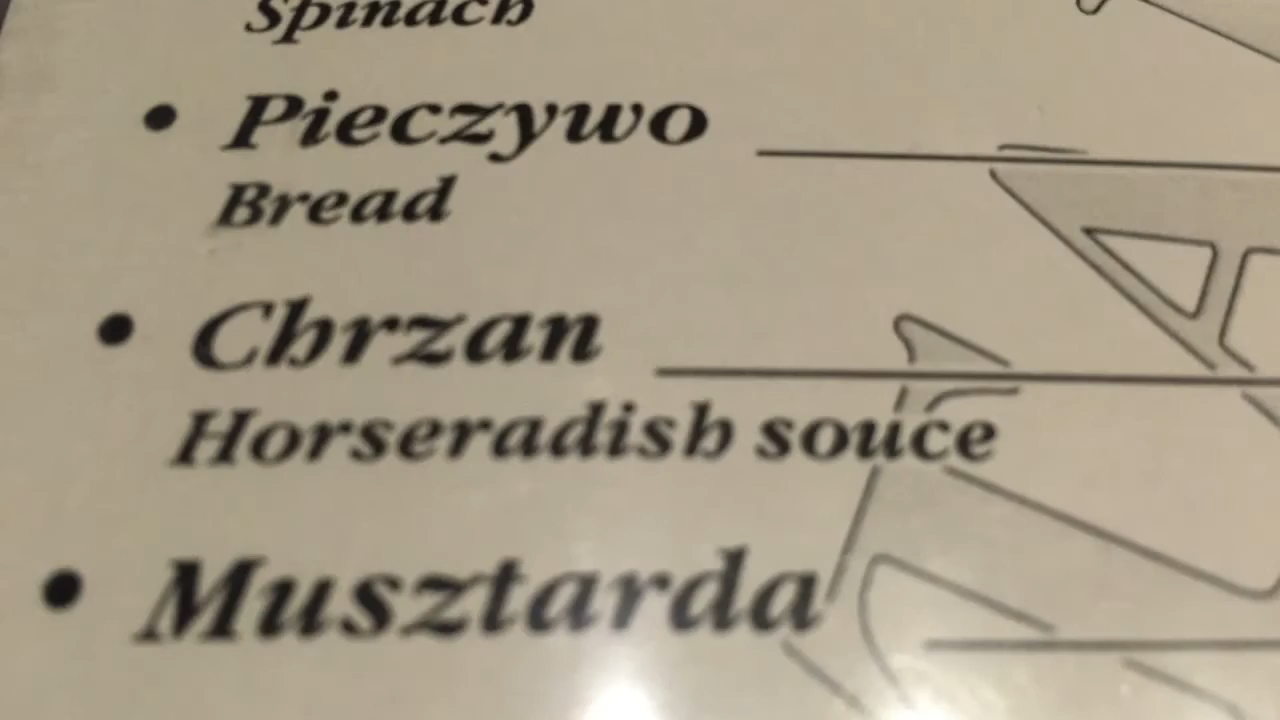 Spinach
• Pieczywo
Bread
• Chrzan
Horseradish souce
• Musztarda